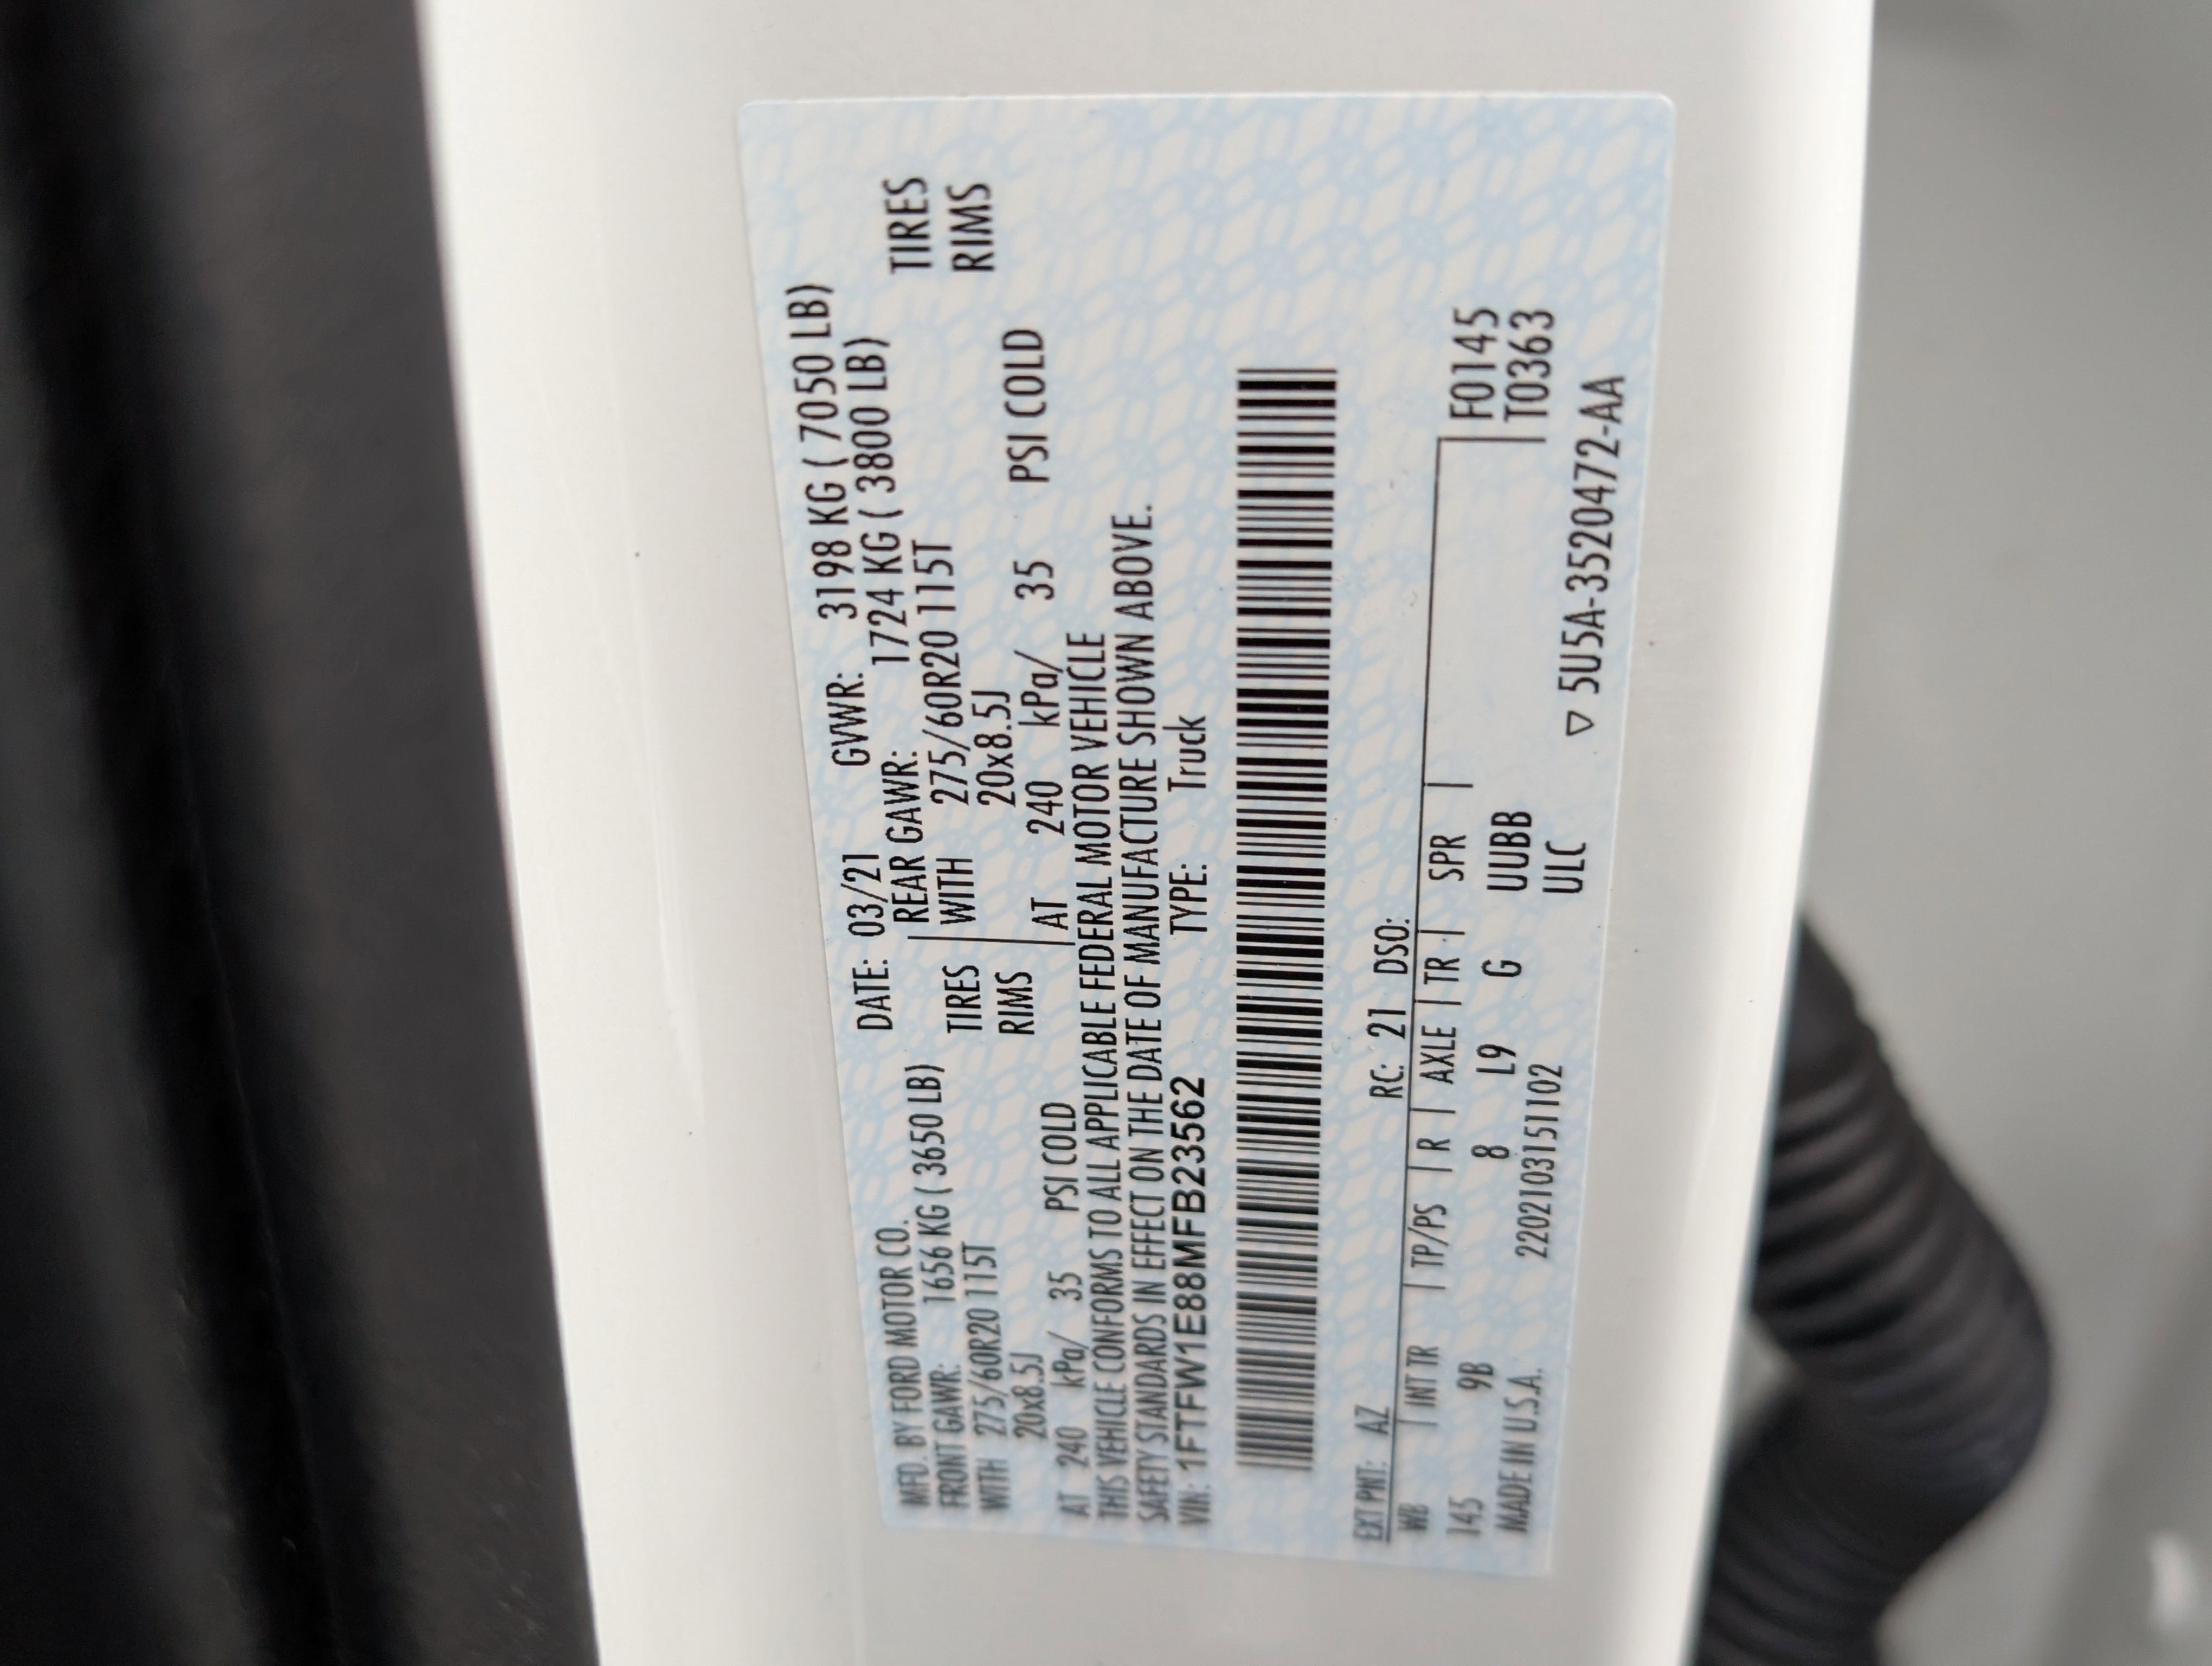 MFD. BY FORD MOTOR CO. DATE: 03/21 GVWR: 3198 KG ( 7050 LB)
FRONT GAWR: 1656 KG ( 3650 LB) REAR GAWR: 1724 KG ( 3800 LB)
WITH 275/60R20 115T TIRES WITH 275/60R20 115T TIRES
20x8.5J RIMS 20x8.5J RIMS
AT 240 kPa/ 35 PSI COLD AT 240 kPa/ 35 PSI COLD
THIS VEHICLE CONFORMS TO ALL APPLICABLE FEDERAL MOTOR VEHICLE
SAFETY STANDARDS IN EFFECT ON THE DATE OF MANUFACTURE SHOWN ABOVE.
VIN: 1FTFW1E88MFB23562 TYPE: Truck
EXT PNT: AZ RC: 21 DSO:
WB | INT TR | TP/PS | R | AXLE | TR | SPR | F0145
145 9B 8 L9 G UUBB T0363
MADE IN U.S.A. 2202103151102 ULC
▽ 5U5A-3520472-AA